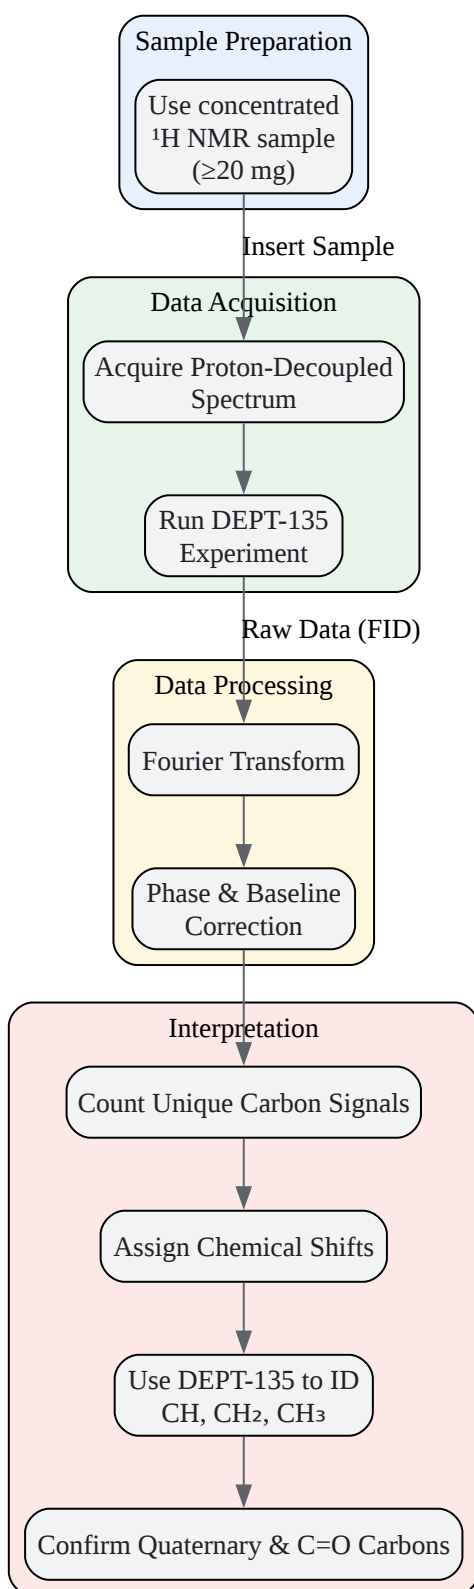 Sample Preparation
Use concentrated
¹H NMR sample
(≥20 mg)
Insert Sample
Data Acquisition
Acquire Proton-Decoupled
Spectrum
Run DEPT-135
Experiment
Raw Data (FID)
Data Processing
Fourier Transform
Phase & Baseline
Correction
Interpretation
Count Unique Carbon Signals
Assign Chemical Shifts
Use DEPT-135 to ID
CH, CH₂, CH₃
Confirm Quaternary & C=O Carbons